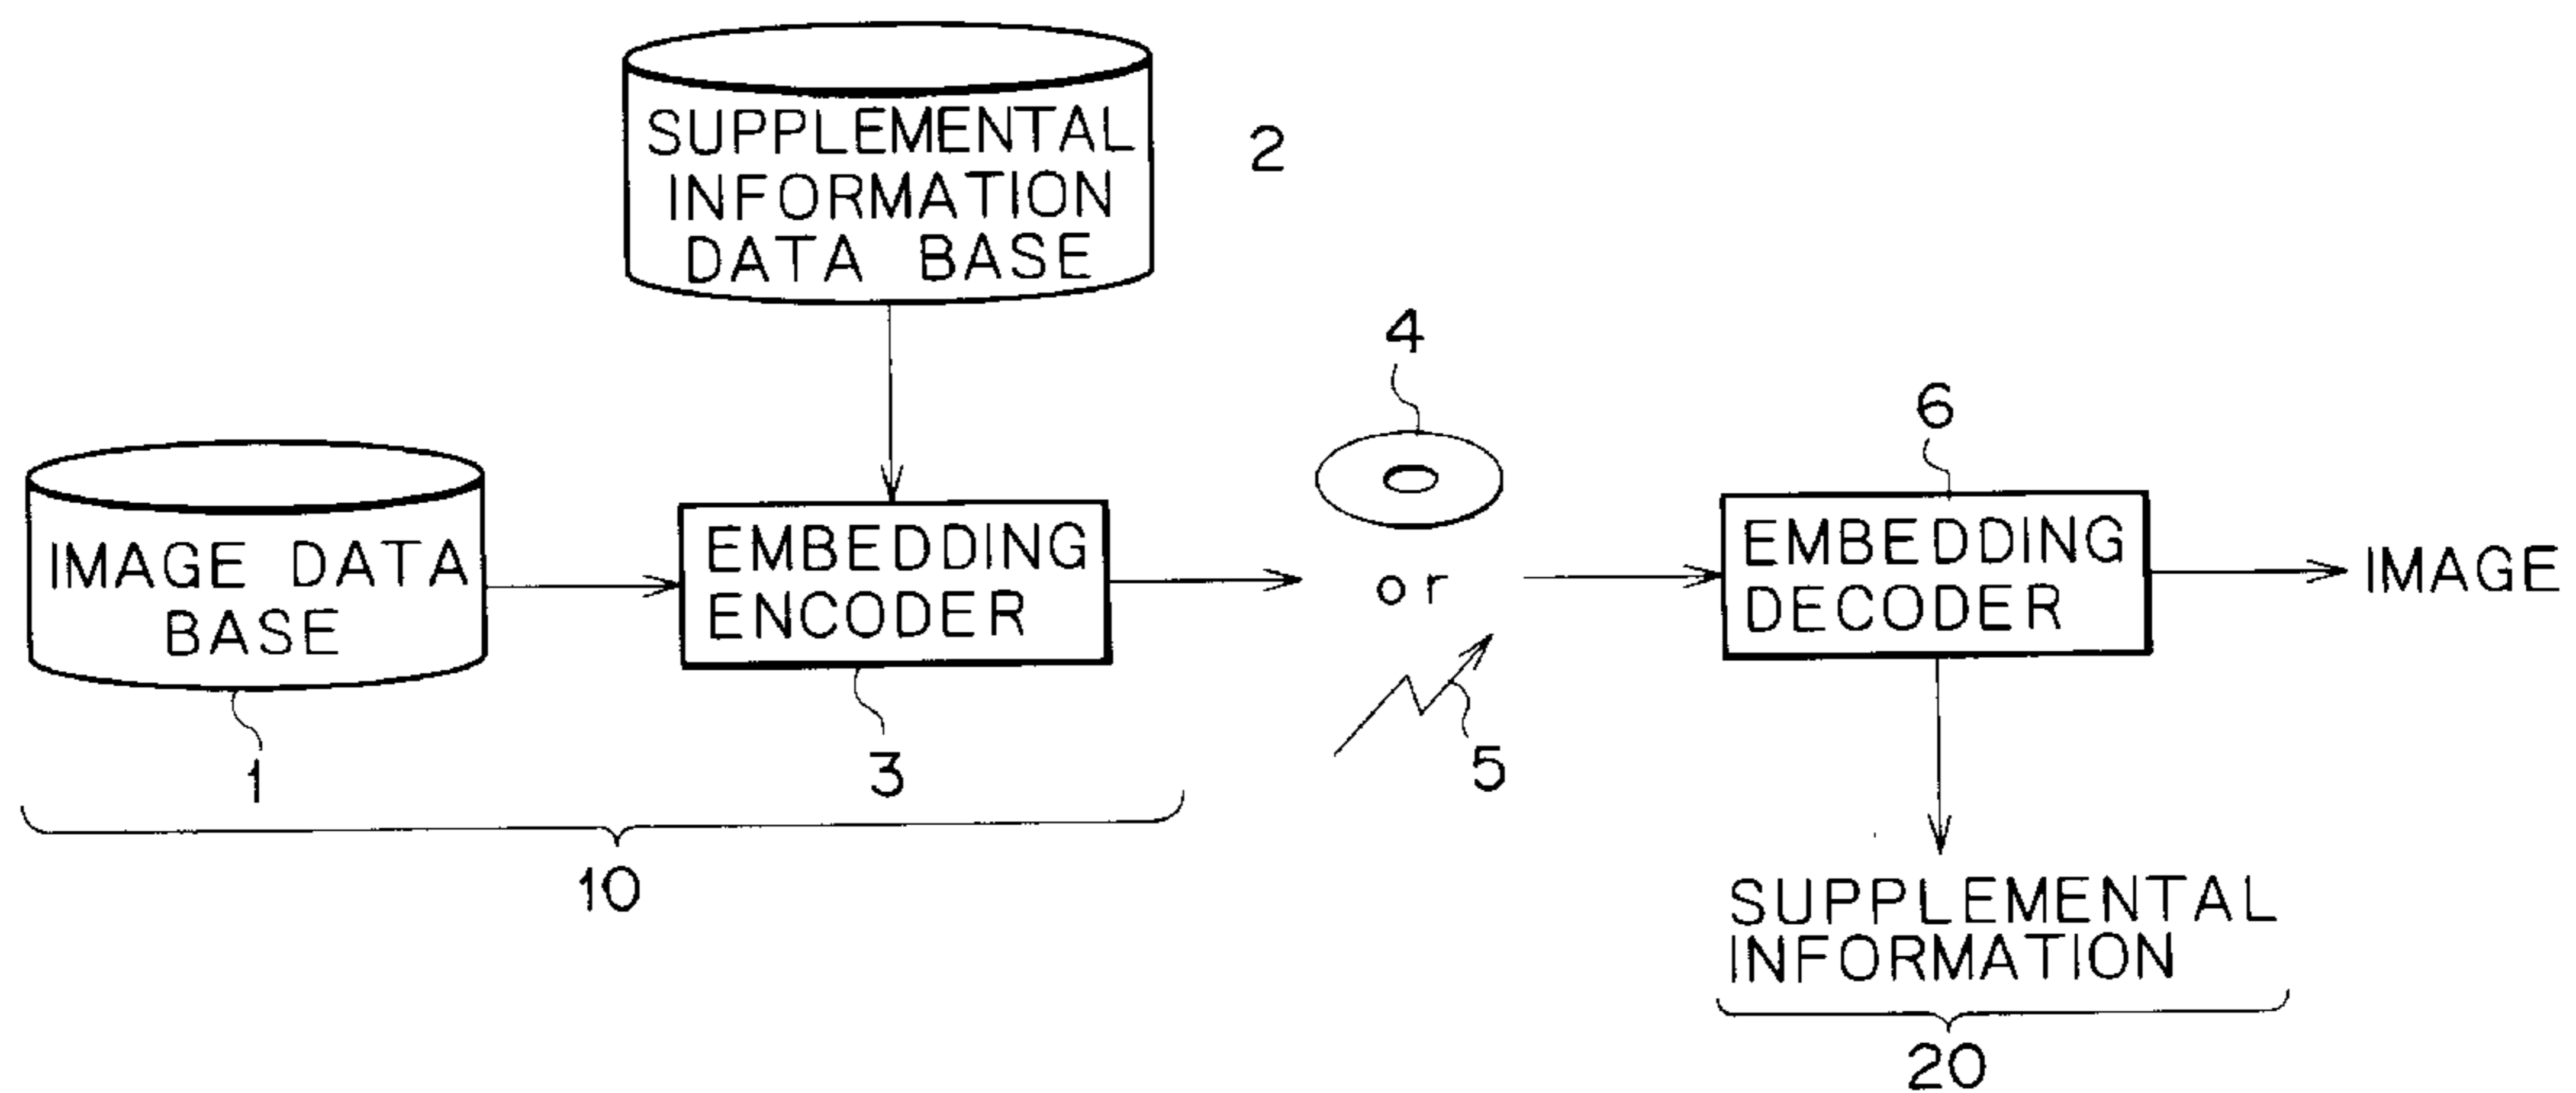 SUPPLEMENTAL
INFORMATION
DATA BASE
2
4
6
IMAGE DATA
BASE
EMBEDDING
ENCODER
or
EMBEDDING
DECODER
IMAGE
1
3
5
10
SUPPLEMENTAL
INFORMATION
20